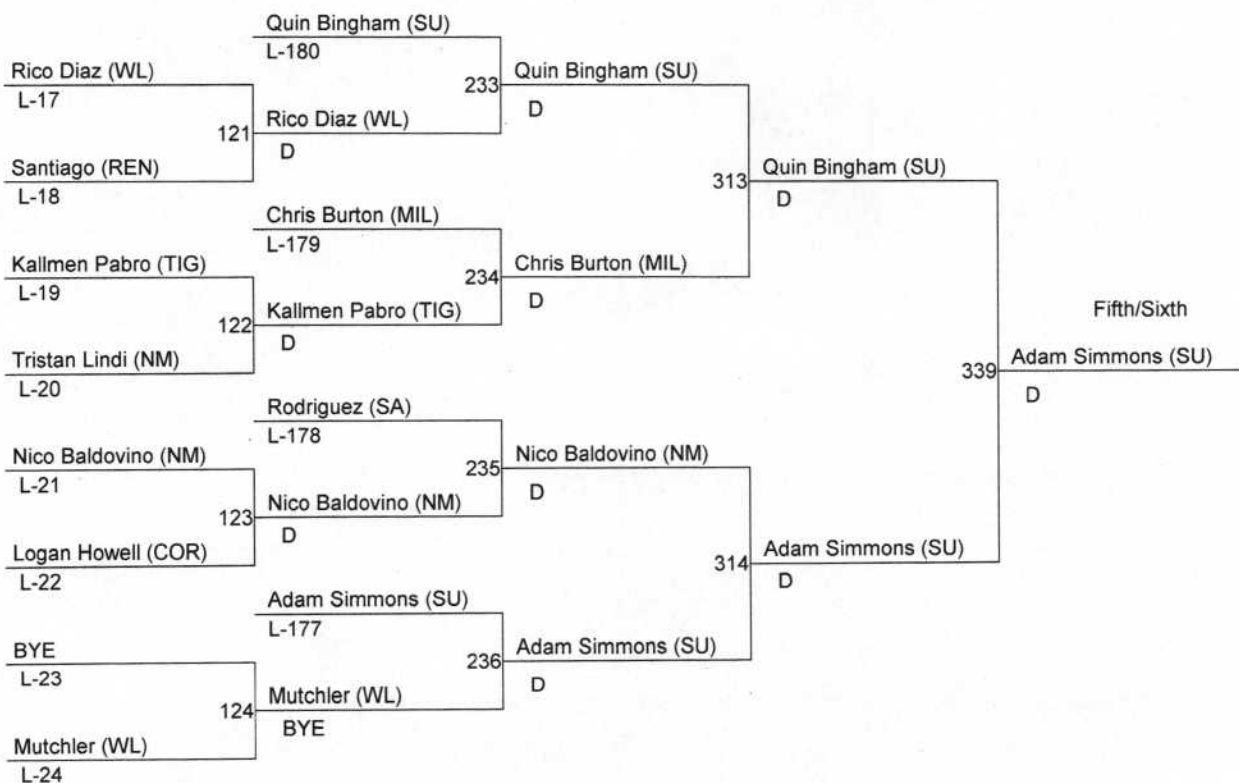 Quin Bingham (SU)
L-180
Rico Diaz (WL)
L-17
233
Quin Bingham (SU)
D
121
Rico Diaz (WL)
D
Santiago (REN)
L-18
313
Quin Bingham (SU)
D
Chris Burton (MIL)
L-179
Kallmen Pabro (TIG)
L-19
234
Chris Burton (MIL)
D
122
Kallmen Pabro (TIG)
D
Fifth/Sixth
Tristan Lindi (NM)
L-20
339
Adam Simmons (SU)
D
Rodriguez (SA)
L-178
Nico Baldovino (NM)
L-21
235
Nico Baldovino (NM)
D
123
Nico Baldovino (NM)
D
Logan Howell (COR)
L-22
314
Adam Simmons (SU)
D
Adam Simmons (SU)
L-177
BYE
L-23
236
Adam Simmons (SU)
D
124
Mutchler (WL)
BYE
Mutchler (WL)
L-24